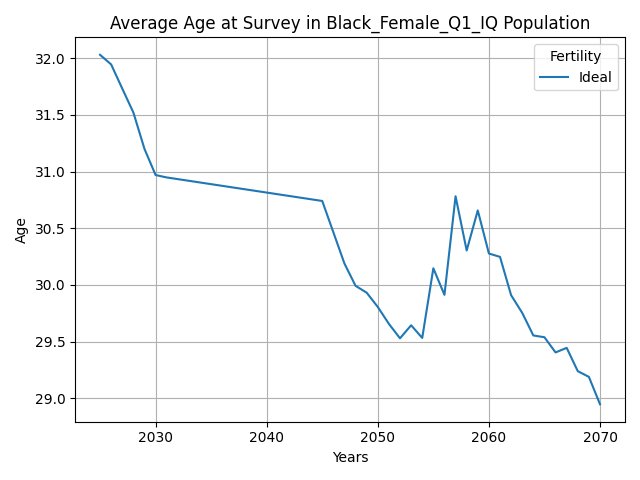 Average Age at Survey in Black_Female_Q1_IQ Population
Fertility
Ideal
32.0
31.5
31.0
30.5
30.0
29.5
29.0
Age
2030 2040 2050 2060 2070
Years